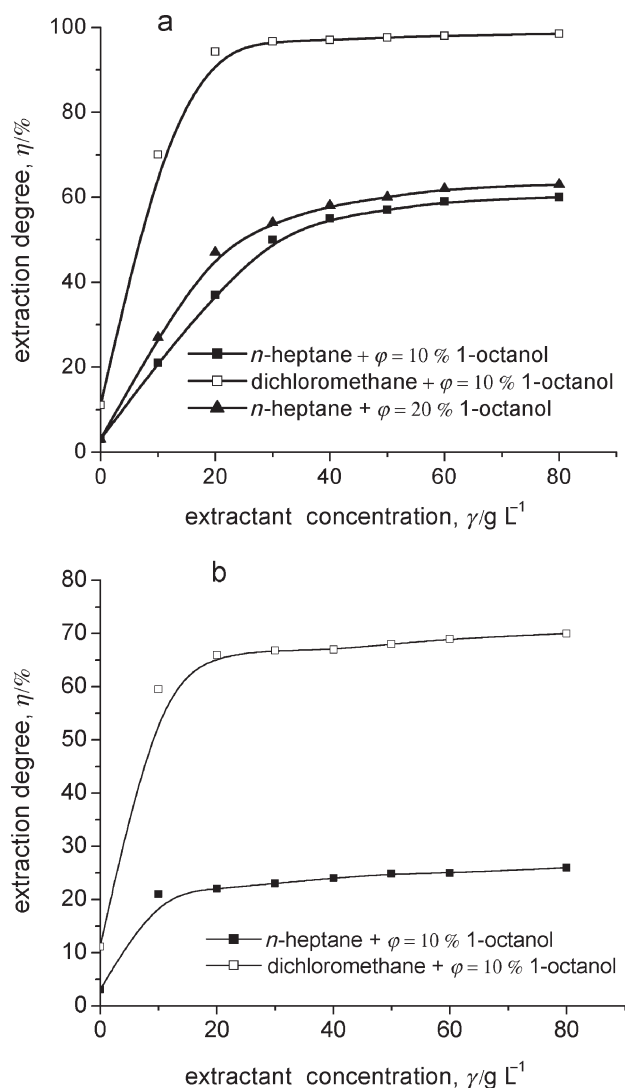 a
100
80
60
40
20
0
extraction degree, η/%
n-heptane + φ = 10 % 1-octanol
dichloromethane + φ = 10 % 1-octanol
n-heptane + φ = 20 % 1-octanol
0 20 40 60 80
extractant concentration, γ/g L⁻¹
b
80
70
60
50
40
30
20
10
0
extraction degree, η/%
n-heptane + φ = 10 % 1-octanol
dichloromethane + φ = 10 % 1-octanol
0 20 40 60 80
extractant concentration, γ/g L⁻¹